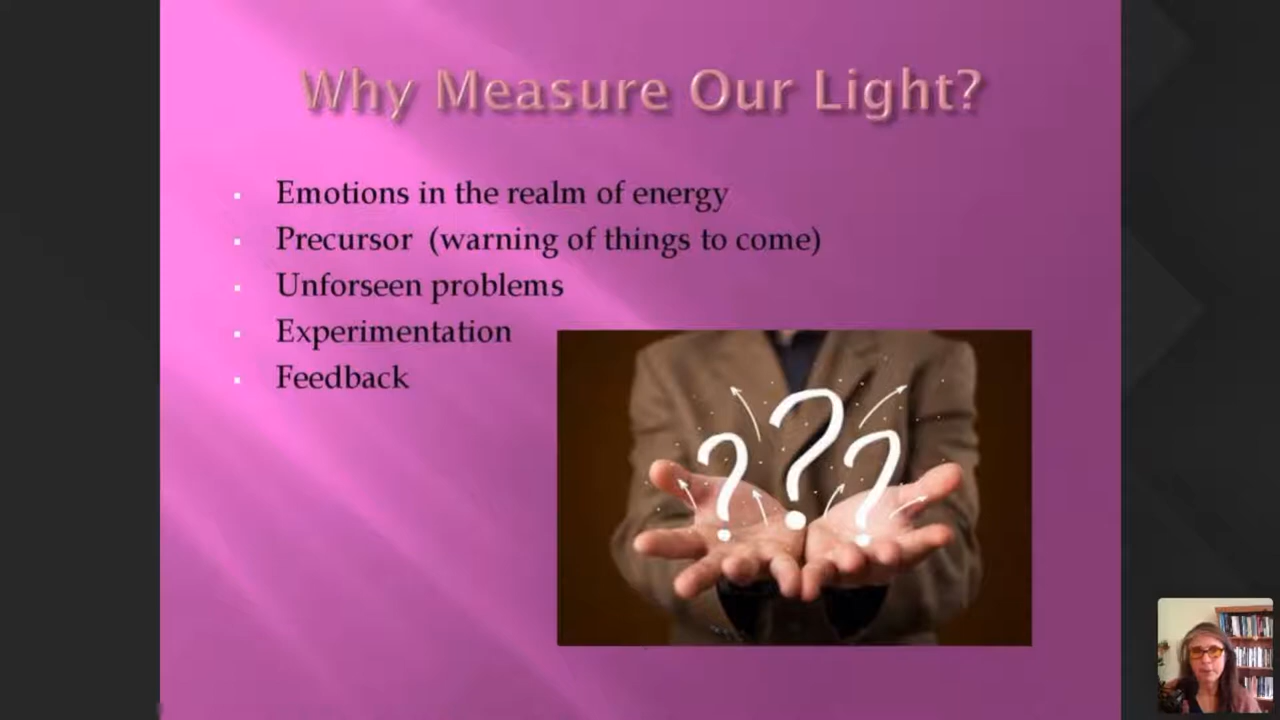 Why Measure Our Light?
Emotions in the realm of energy
Precursor (warning of things to come)
Unforseen problems
Experimentation
Feedback
? ? ?